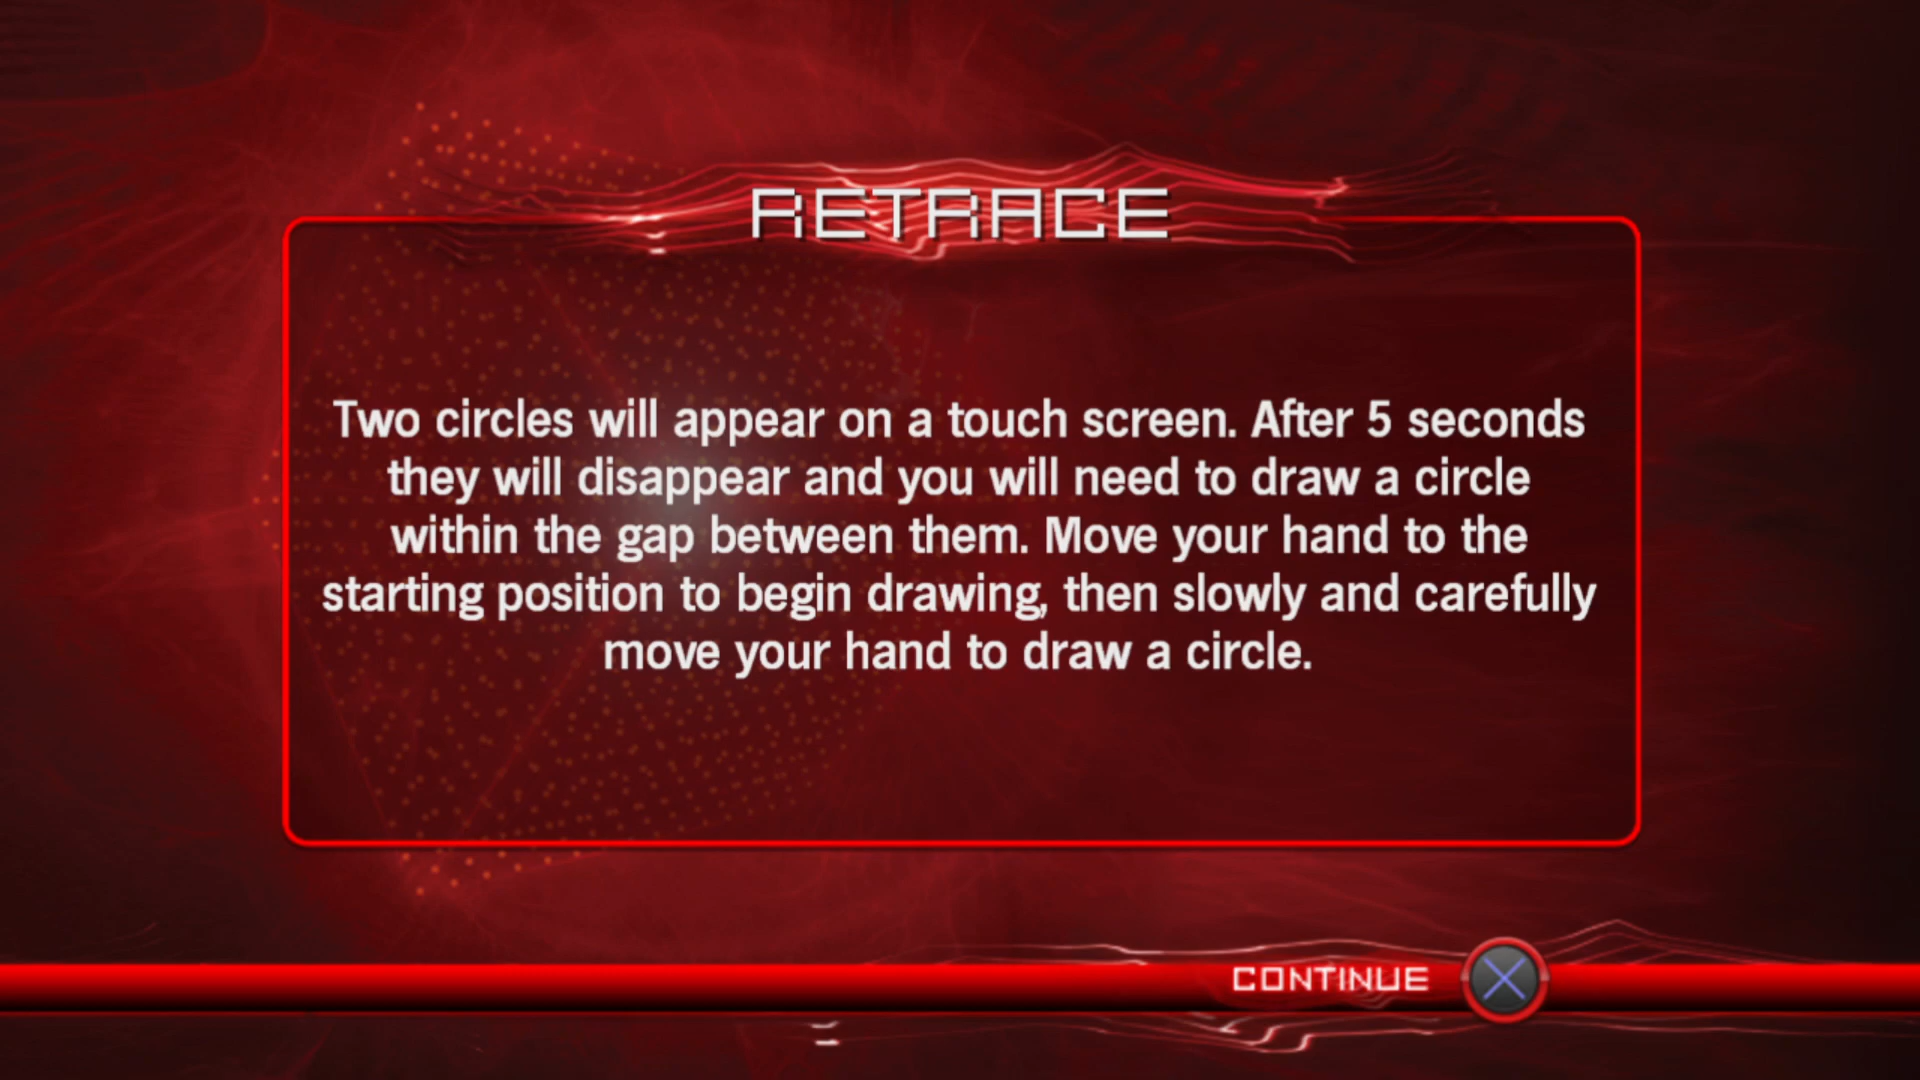 RETRACE
Two circles will appear on a touch screen. After 5 seconds
they will disappear and you will need to draw a circle
within the gap between them. Move your hand to the
starting position to begin drawing, then slowly and carefully
move your hand to draw a circle.
CONTINUE